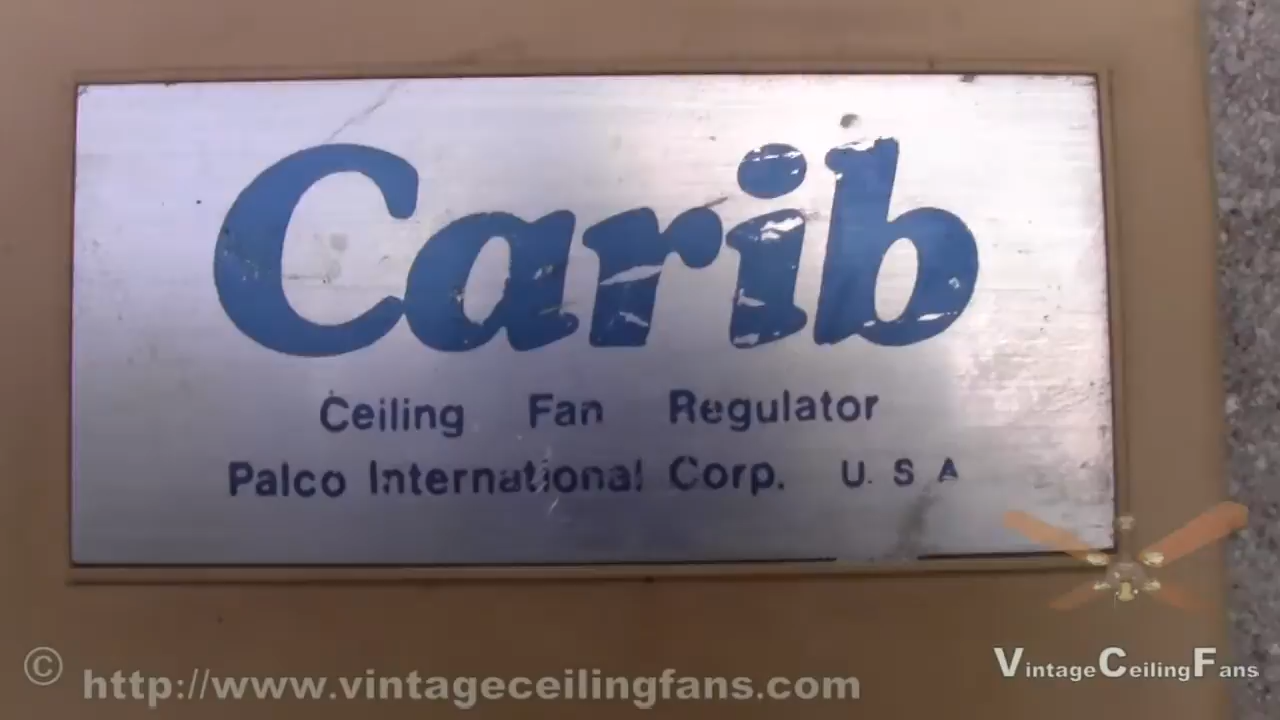 Carib
Ceiling Fan Regulator
Palco International Corp. U. S A
VintageCeilingFans
© http://www.vintageceilingfans.com